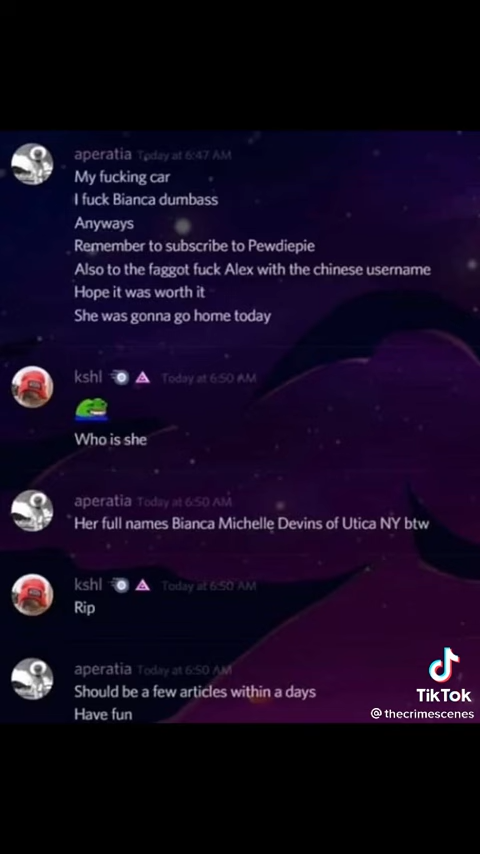 aperatia Today at 6:47 AM
My fucking car
I fuck Bianca dumbass
Anyways
Remember to subscribe to Pewdiepie
Also to the faggot fuck Alex with the chinese username
Hope it was worth it
She was gonna go home today
kshl Today at 6:50 AM
Who is she
aperatia Today at 6:50 AM
Her full names Bianca Michelle Devins of Utica NY btw
kshl Today at 6:50 AM
Rip
aperatia Today at 6:50 AM
Should be a few articles within a days
Have fun
TikTok
@thecrimescenes